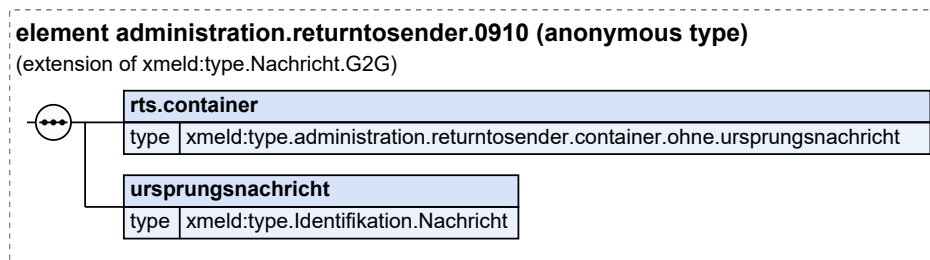 element administration.returntosender.0910 (anonymous type)
(extension of xmeld:type.Nachricht.G2G)
rts.container
type xmeld:type.administration.returntosender.container.ohne.ursprungsnachricht
ursprungsnachricht
type xmeld:type.Identifikation.Nachricht